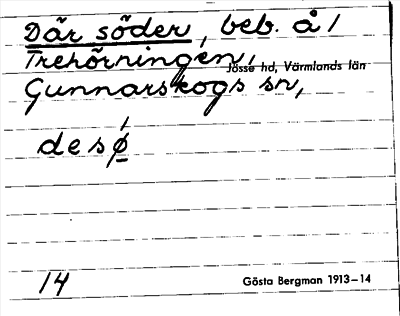 Där söder, beb. å /
Trehörningen,
Jösse hd, Värmlands län
Gunnarskogs sn,
desø
14
Gösta Bergman 1913–14